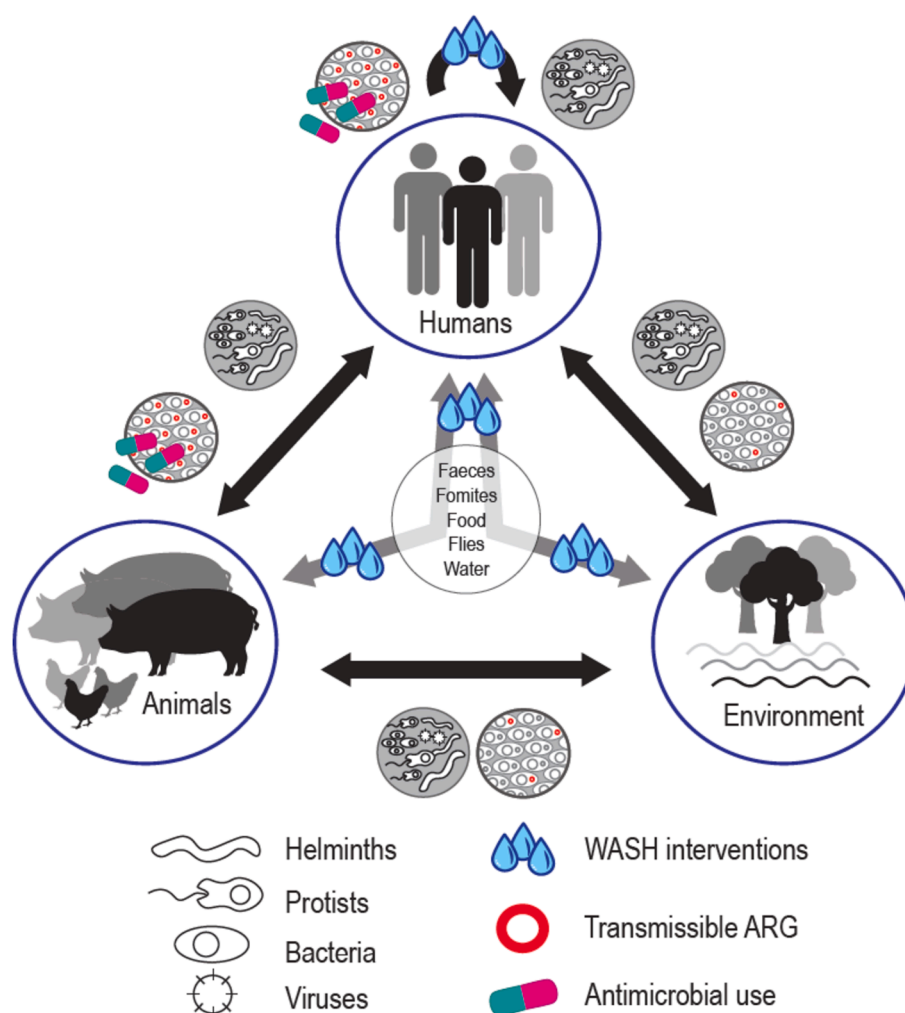 Humans
Faeces
Fomites
Food
Flies
Water
Animals
Environment
Helminths
Protists
Bacteria
Viruses
WASH interventions
Transmissible ARG
Antimicrobial use